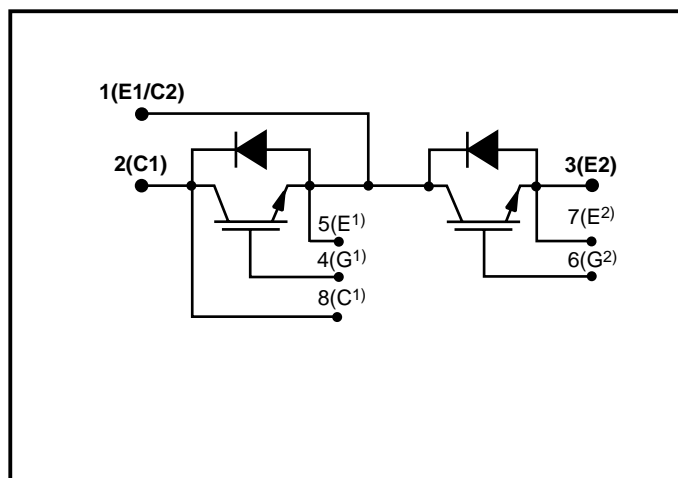 1(E1/C2)
2(C1)
3(E2)
5(E¹⁾
7(E²⁾
4(G¹⁾
6(G²⁾
8(C¹⁾